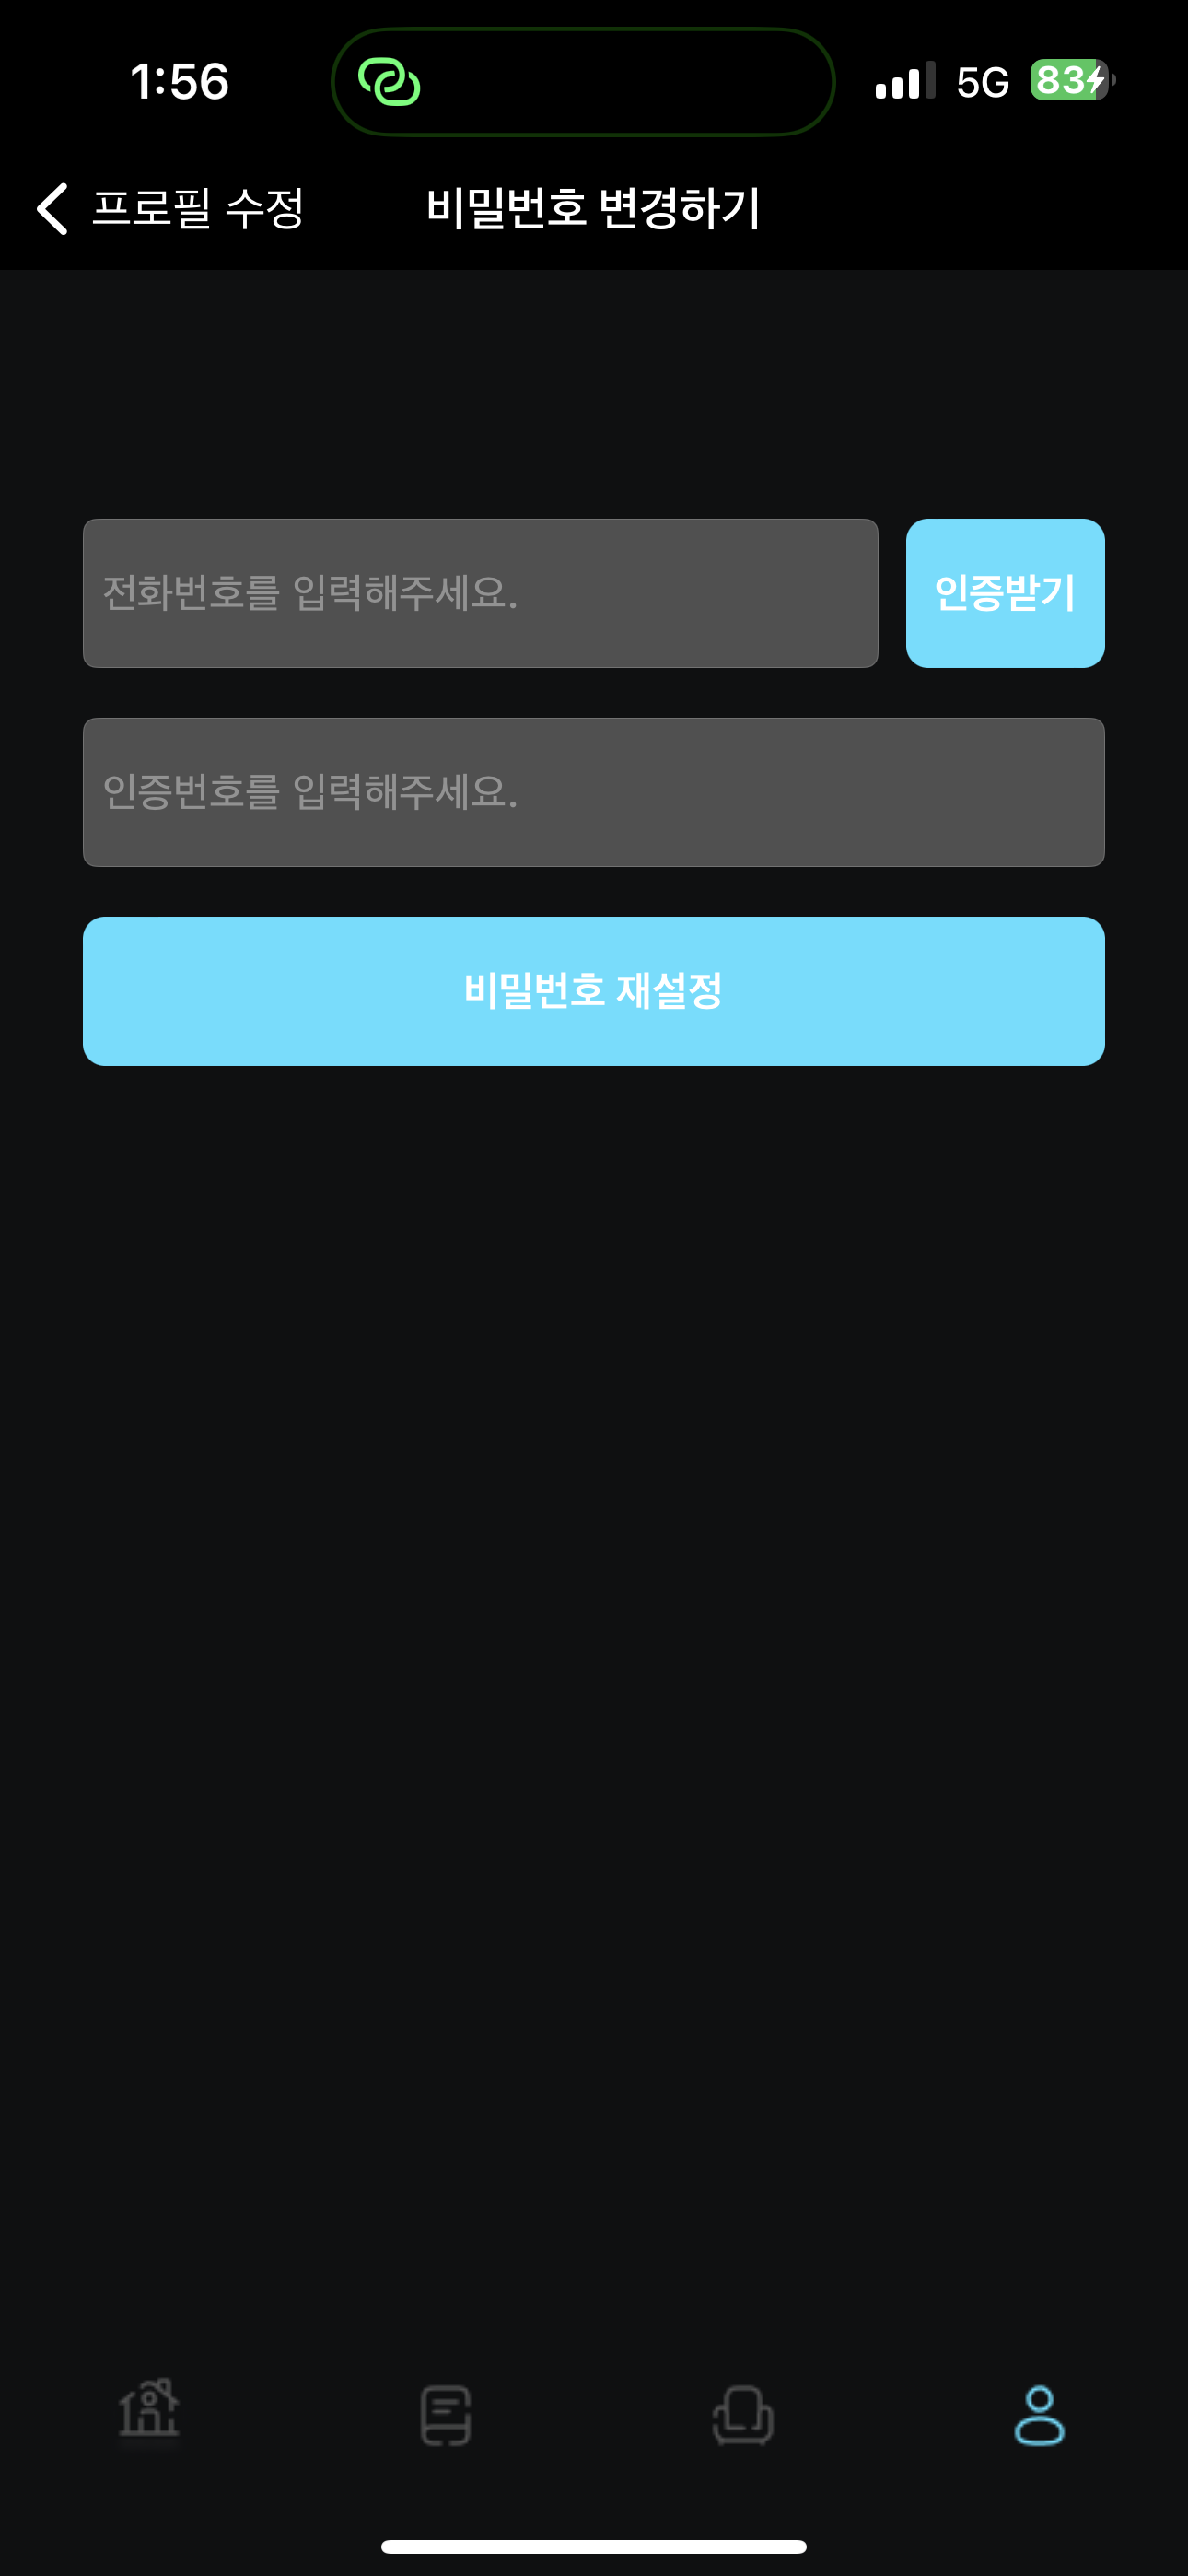 1:56
5G
83
프로필 수정
비밀번호 변경하기
전화번호를 입력해주세요.
인증받기
인증번호를 입력해주세요.
비밀번호 재설정